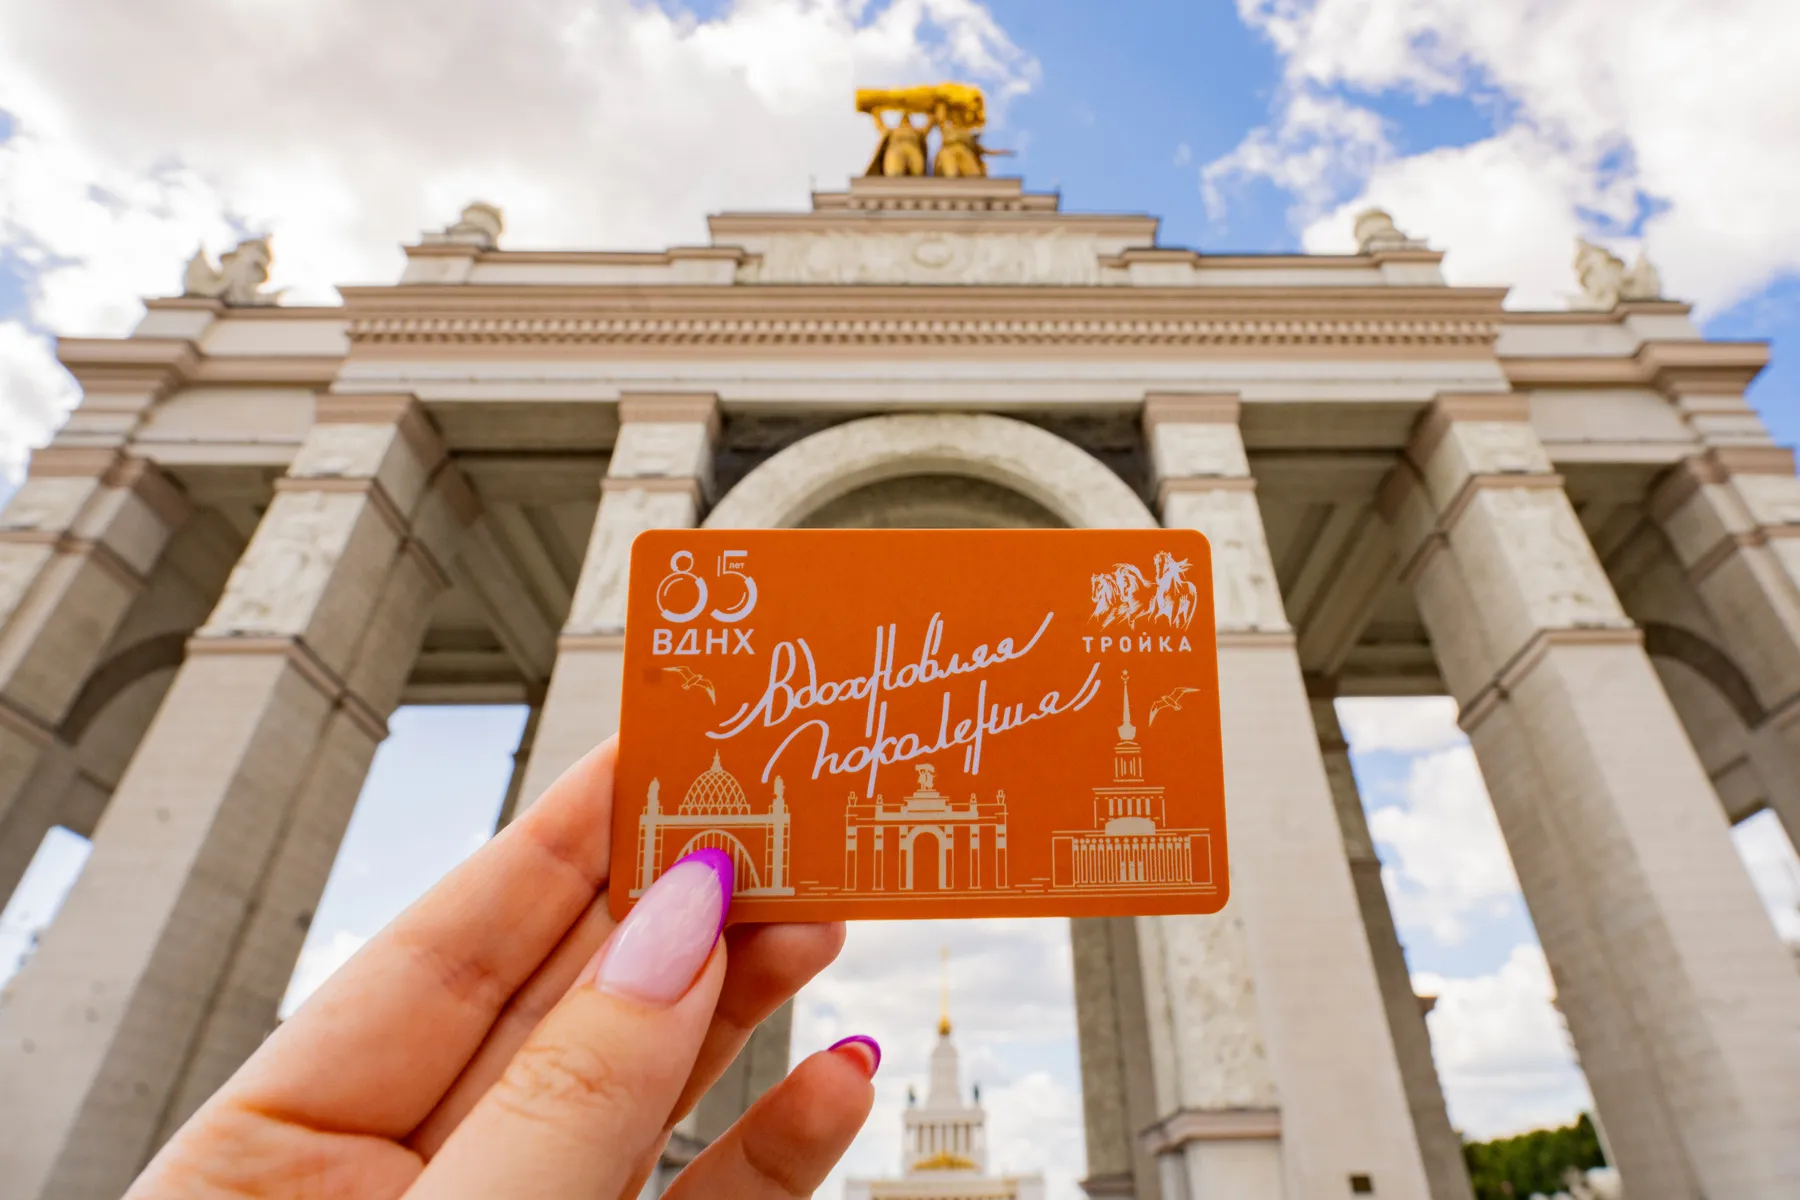 85 лет
ВДНХ
ТРОЙКА
Вдохновляя
поколения